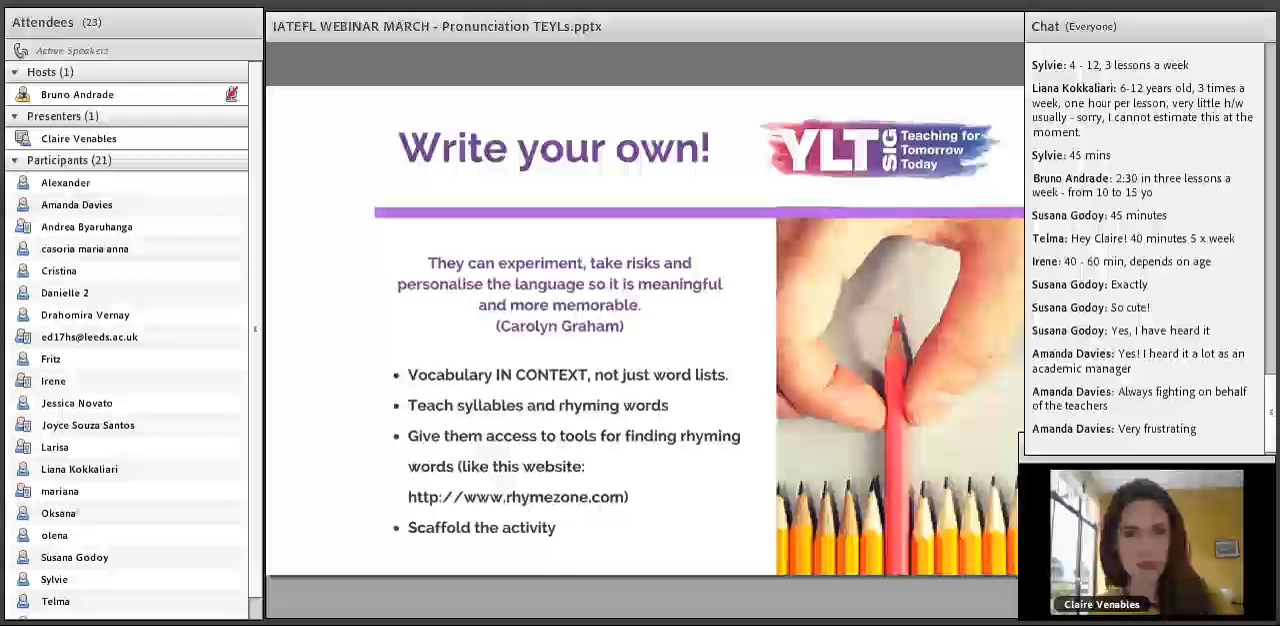 Attendees (23)
Active Speakers
Hosts (1)
Bruno Andrade
Presenters (1)
Claire Venables
Participants (21)
Alexander
Amanda Davies
Andrea Byaruhanga
casoria maria anna
Cristina
Danielle 2
Drahomira Vernay
ed17hs@leeds.ac.uk
Fritz
Irene
Jessica Novato
Joyce Souza Santos
Larisa
Liana Kokkaliari
mariana
Oksana
olena
Susana Godoy
Sylvie
Telma
IATEFL WEBINAR MARCH - Pronunciation TEYLs.pptx
Write your own!
YLT SIG
Teaching for
Tomorrow
Today
They can experiment, take risks and
personalise the language so it is meaningful
and more memorable.
(Carolyn Graham)
• Vocabulary IN CONTEXT, not just word lists.
• Teach syllables and rhyming words
• Give them access to tools for finding rhyming
words (like this website:
http://www.rhymezone.com)
• Scaffold the activity
Chat (Everyone)
Sylvie: 4 - 12, 3 lessons a week
Liana Kokkaliari: 6-12 years old, 3 times a
week, one hour per lesson, very little h/w
usually - sorry, I cannot estimate this at the
moment.
Sylvie: 45 mins
Bruno Andrade: 2:30 in three lessons a
week - from 10 to 15 yo
Susana Godoy: 45 minutes
Telma: Hey Claire! 40 minutes 5 x week
Irene: 40 - 60 min, depends on age
Susana Godoy: Exactly
Susana Godoy: So cute!
Susana Godoy: Yes, I have heard it
Amanda Davies: Yes! I heard it a lot as an
academic manager
Amanda Davies: Always fighting on behalf
of the teachers
Amanda Davies: Very frustrating
Claire Venables